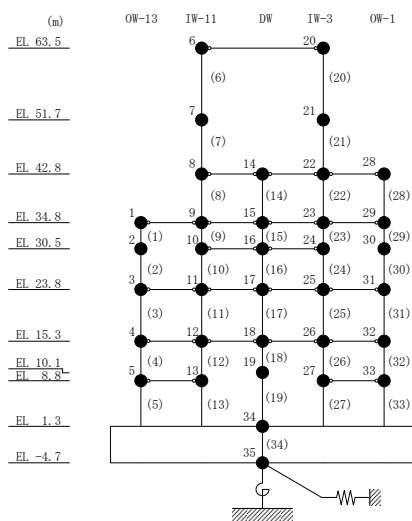 (m) OW-13 IW-11 DW IW-3 OW-1
EL 63.5 6 20
(6) (20)
EL 51.7 7 21
(7) (21)
EL 42.8 8 14 22 28
(8) (14) (22) (28)
EL 34.8 1 9 15 23 29
(1) (9) (15) (23) (29)
EL 30.5 2 10 16 24 30
(2) (10) (16) (24) (30)
EL 23.8 3 11 17 25 31
(3) (11) (17) (25) (31)
EL 15.3 4 12 18 26 32
(4) (12) (18) (26) (32)
EL 10.1 19
EL 8.8 5 13 27 33
(5) (13) (19) (27) (33)
EL 1.3 34
(34)
EL -4.7 35